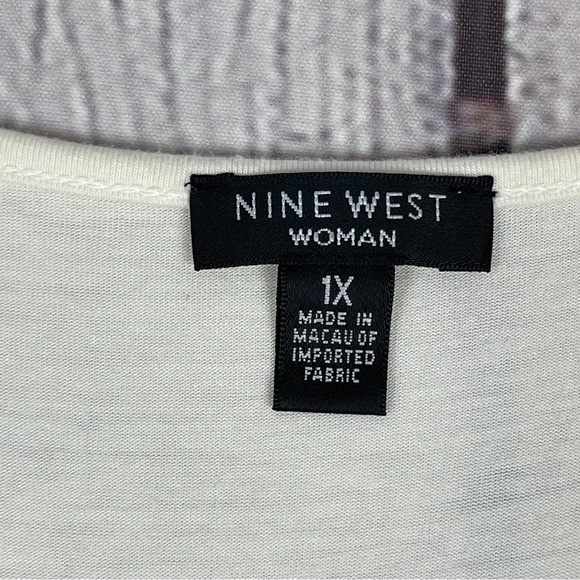 NINE WEST
WOMAN
1X
MADE IN
MACAU OF
IMPORTED
FABRIC